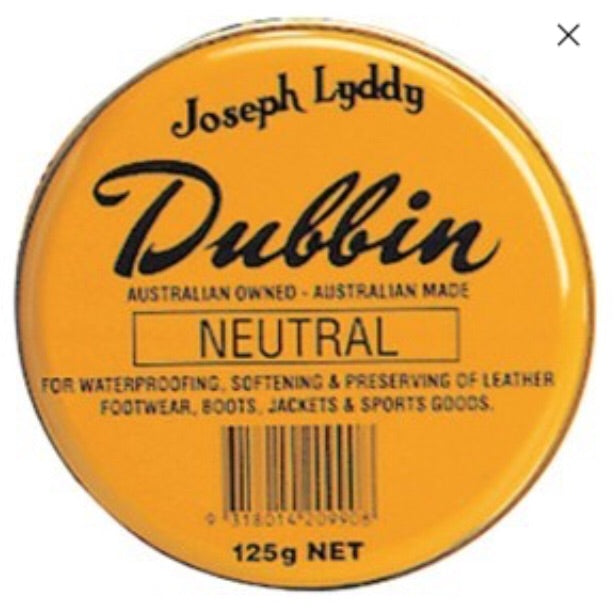 Joseph Lyddy
Dubbin
AUSTRALIAN OWNED - AUSTRALIAN MADE
NEUTRAL
FOR WATERPROOFING, SOFTENING & PRESERVING OF LEATHER
FOOTWEAR, BOOTS, JACKETS & SPORTS GOODS.
9 318014 209908
125g NET